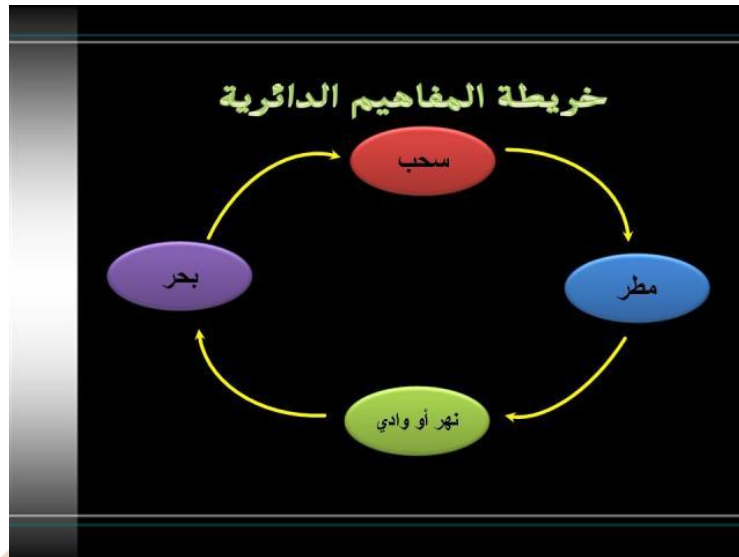 خريطة المفاهيم الدائرية
سحب
مطر
نهر أو وادي
بحر